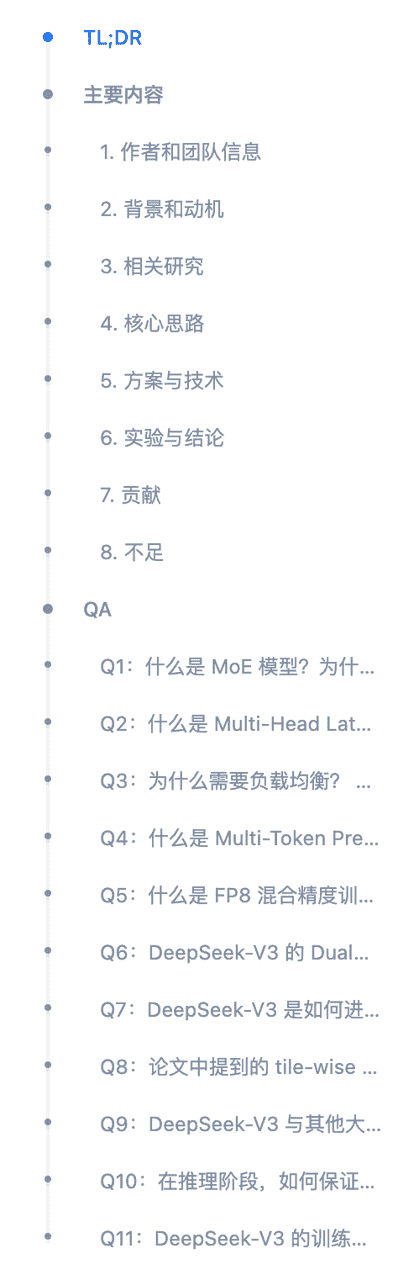 TL;DR
主要内容
1. 作者和团队信息
2. 背景和动机
3. 相关研究
4. 核心思路
5. 方案与技术
6. 实验与结论
7. 贡献
8. 不足
QA
Q1：什么是 MoE 模型？为什...
Q2：什么是 Multi-Head Lat...
Q3：为什么需要负载均衡？ ...
Q4：什么是 Multi-Token Pre...
Q5：什么是 FP8 混合精度训...
Q6：DeepSeek-V3 的 Dual...
Q7：DeepSeek-V3 是如何进...
Q8：论文中提到的 tile-wise ...
Q9：DeepSeek-V3 与其他大...
Q10：在推理阶段，如何保证...
Q11：DeepSeek-V3 的训练...